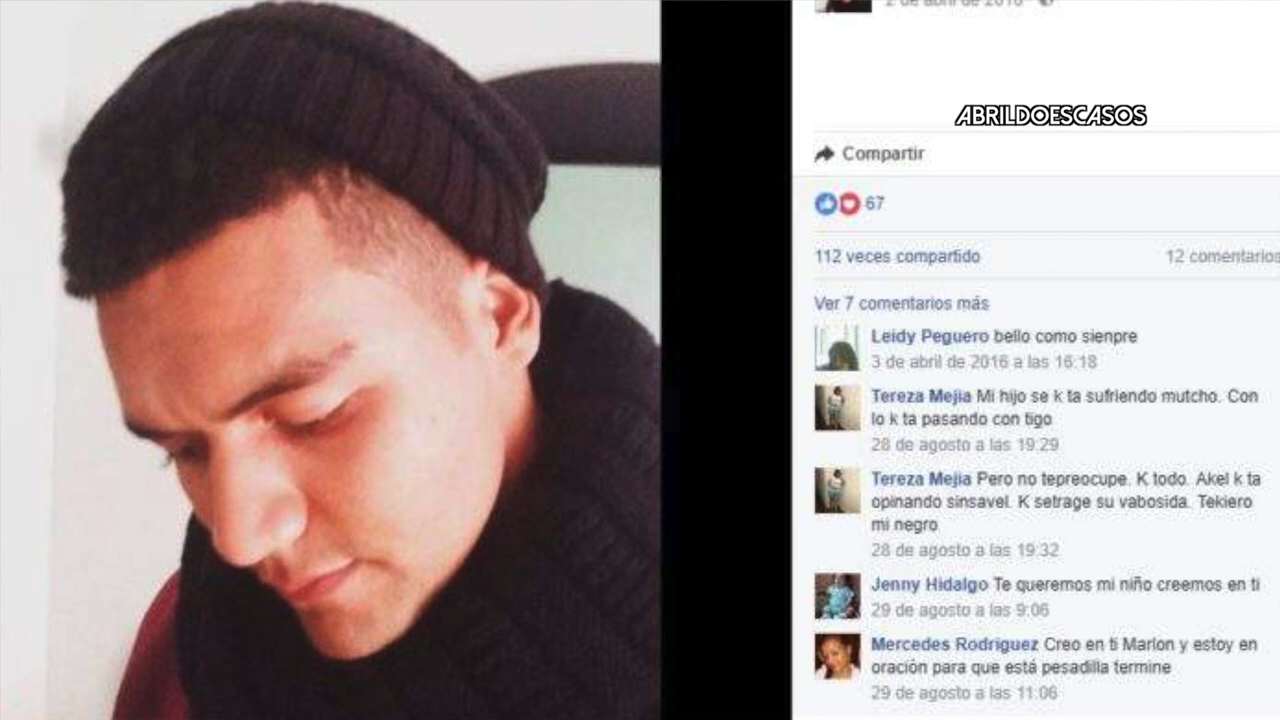 2 de abril de 2016
ABRILDOESCASOS
Compartir
67
112 veces compartido
12 comentarios
Ver 7 comentarios más
Leidy Peguero bello como sienpre
3 de abril de 2016 a las 16:18
Tereza Mejia Mi hijo se k ta sufriendo mutcho. Con
lo k ta pasando con tigo
28 de agosto a las 19:29
Tereza Mejia Pero no tepreocupe. K todo. Akel k ta
opinando sinsavel. K setrage su vabosida. Tekiero
mi negro
28 de agosto a las 19:32
Jenny Hidalgo Te queremos mi niño creemos en ti
29 de agosto a las 9:06
Mercedes Rodriguez Creo en ti Marlon y estoy en
oración para que está pesadilla termine
29 de agosto a las 11:06